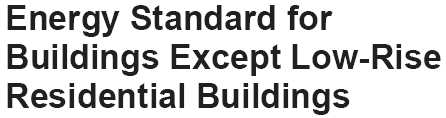 Energy Standard for
Buildings Except Low-Rise
Residential Buildings